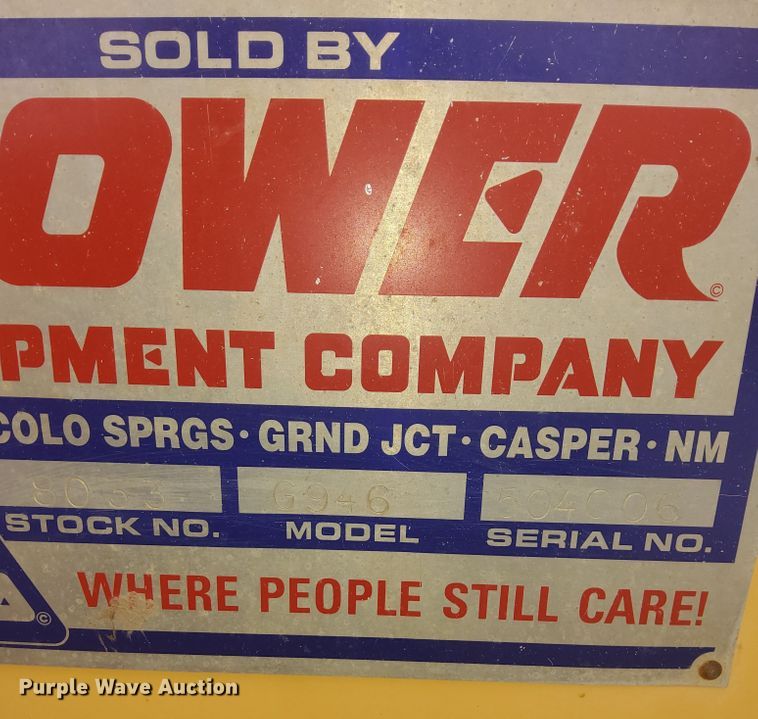 SOLD BY
OWER
©
PMENT COMPANY
COLO SPRGS · GRND JCT · CASPER · NM
G946
STOCK NO. MODEL SERIAL NO.
©
WHERE PEOPLE STILL CARE!
Purple Wave Auction